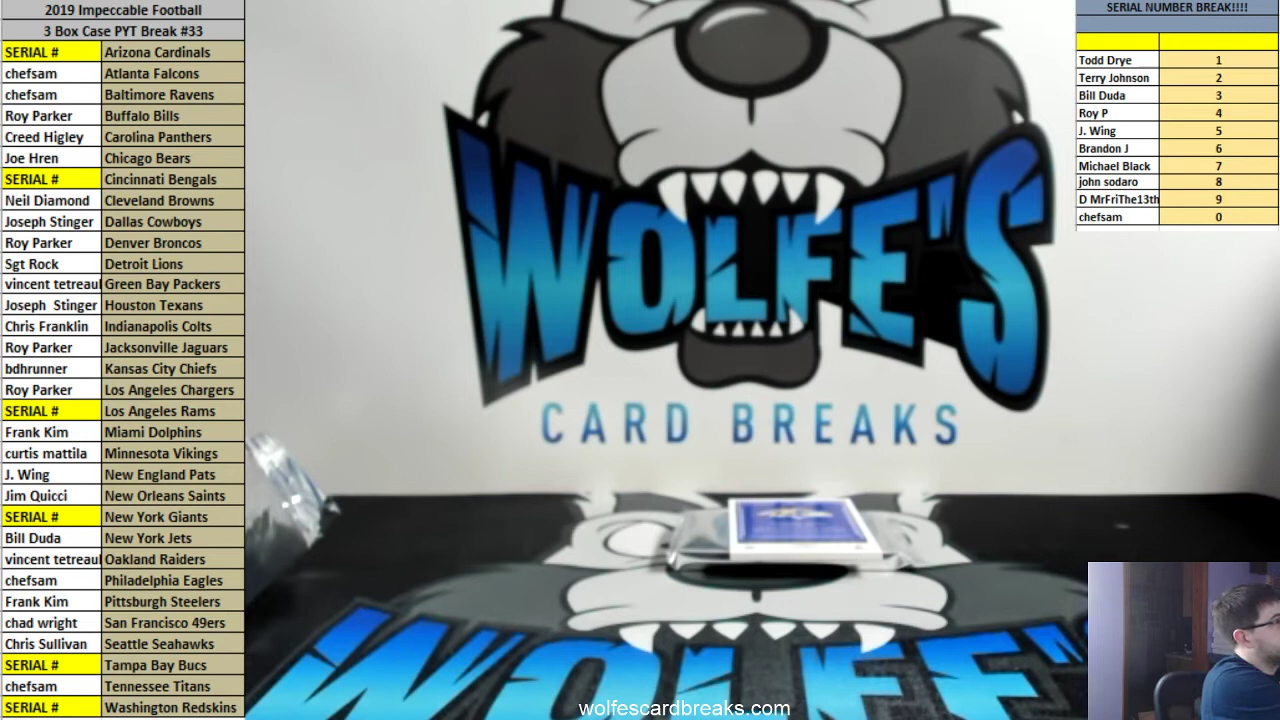 2019 Impeccable Football
3 Box Case PYT Break #33
SERIAL # Arizona Cardinals
chefsam Atlanta Falcons
chefsam Baltimore Ravens
Roy Parker Buffalo Bills
Creed Higley Carolina Panthers
Joe Hren Chicago Bears
SERIAL # Cincinnati Bengals
Neil Diamond Cleveland Browns
Joseph Stinger Dallas Cowboys
Roy Parker Denver Broncos
Sgt Rock Detroit Lions
vincent tetreaul Green Bay Packers
Joseph Stinger Houston Texans
Chris Franklin Indianapolis Colts
Roy Parker Jacksonville Jaguars
bdhrunner Kansas City Chiefs
Roy Parker Los Angeles Chargers
SERIAL # Los Angeles Rams
Frank Kim Miami Dolphins
curtis mattila Minnesota Vikings
J. Wing New England Pats
Jim Quicci New Orleans Saints
SERIAL # New York Giants
Bill Duda New York Jets
vincent tetreaul Oakland Raiders
chefsam Philadelphia Eagles
Frank Kim Pittsburgh Steelers
chad wright San Francisco 49ers
Chris Sullivan Seattle Seahawks
SERIAL # Tampa Bay Bucs
chefsam Tennessee Titans
SERIAL # Washington Redskins
WOLFE'S
CARD BREAKS
WOLFE'
wolfescardbreaks.com
SERIAL NUMBER BREAK!!!!
Todd Drye 1
Terry Johnson 2
Bill Duda 3
Roy P 4
J. Wing 5
Brandon J 6
Michael Black 7
john sodaro 8
D MrFriThe13th 9
chefsam 0